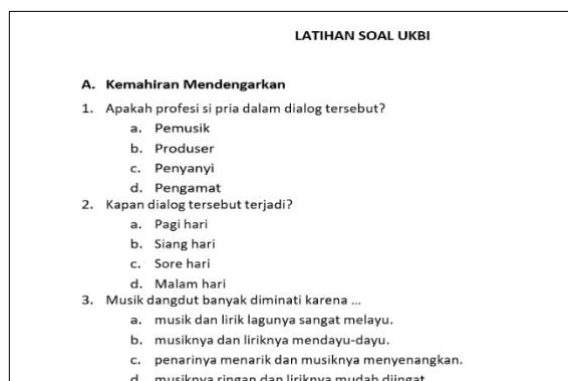 LATIHAN SOAL UKBI
A. Kemahiran Mendengarkan
1. Apakah profesi si pria dalam dialog tersebut?
a. Pemusik
b. Produser
c. Penyanyi
d. Pengamat
2. Kapan dialog tersebut terjadi?
a. Pagi hari
b. Siang hari
c. Sore hari
d. Malam hari
3. Musik dangdut banyak diminati karena ...
a. musik dan lirik lagunya sangat melayu.
b. musiknya dan liriknya mendayu-dayu.
c. penarinya menarik dan musiknya menyenangkan.
d. musiknya ringan dan liriknya mudah diingat